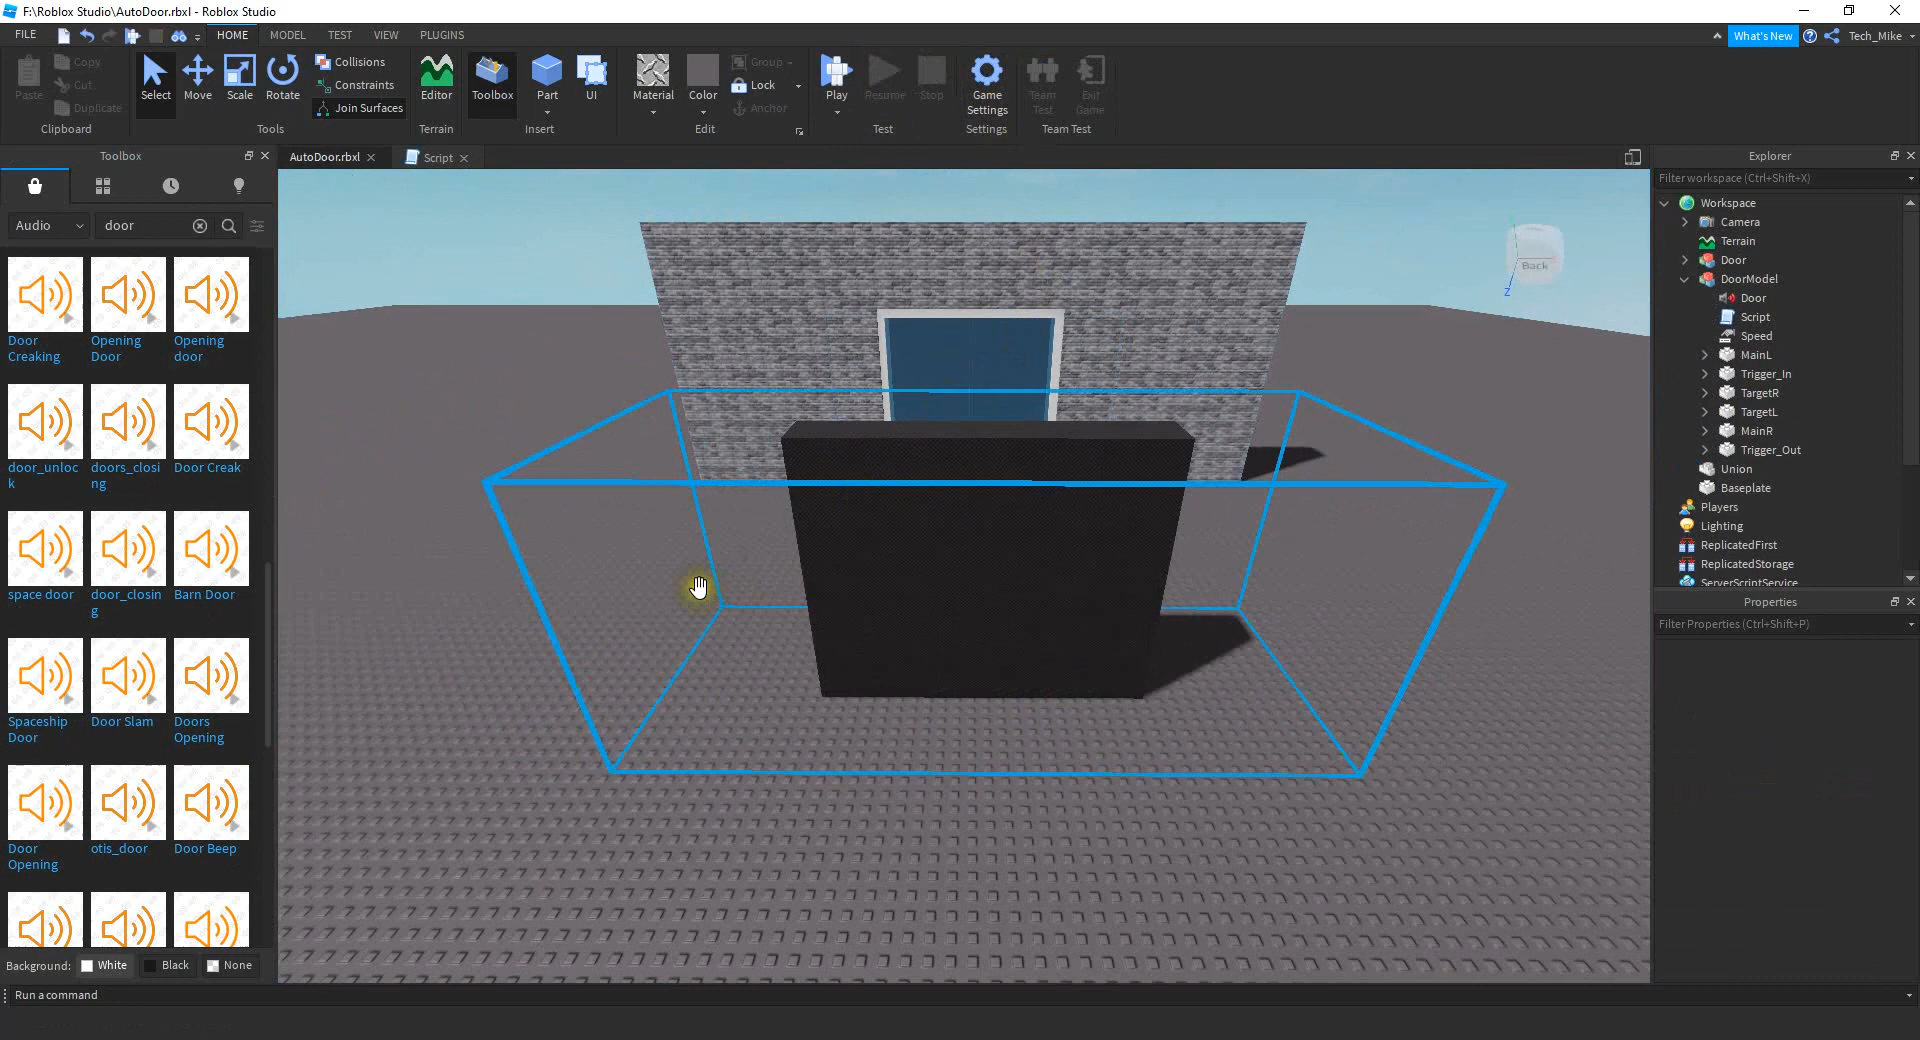 F:\Roblox Studio\AutoDoor.rbxl - Roblox Studio
FILE
HOME
MODEL
TEST
VIEW
PLUGINS
What's New
Tech_Mike
Paste
Copy
Cut
Duplicate
Clipboard
Select
Move
Scale
Rotate
Collisions
Constraints
Join Surfaces
Tools
Editor
Terrain
Toolbox
Part
UI
Insert
Material
Color
Group
Lock
Anchor
Edit
Play
Resume
Stop
Test
Game
Settings
Settings
Team
Test
Exit
Game
Team Test
Toolbox
AutoDoor.rbxl
Script
Audio
door
Door
Creaking
Opening
Door
Opening
door
door_unloc
k
doors_closi
ng
Door Creak
space door
door_closin
g
Barn Door
Spaceship
Door
Door Slam
Doors
Opening
Door
Opening
otis_door
Door Beep
Background:
White
Black
None
Run a command
Back
Z
Explorer
Filter workspace (Ctrl+Shift+X)
Workspace
Camera
Terrain
Door
DoorModel
Door
Script
Speed
MainL
Trigger_In
TargetR
TargetL
MainR
Trigger_Out
Union
Baseplate
Players
Lighting
ReplicatedFirst
ReplicatedStorage
ServerScriptService
Properties
Filter Properties (Ctrl+Shift+P)